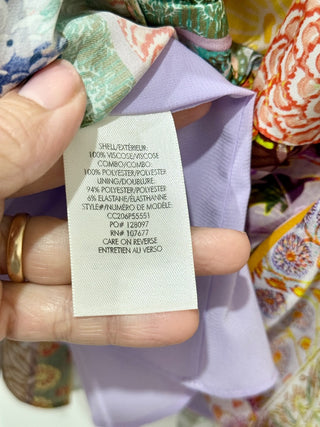 SHELL/EXTÉRIEUR:
100% VISCOSE/VISCOSE
COMBO/COMBO:
100% POLYESTER/POLYESTER
LINING/DOUBLURE:
94% POLYESTER/POLYESTER
6% ELASTANE/ÉLASTHANNE
STYLE#/NUMÉRO DE MODÈLE:
CC206P55551
PO# 128097
RN# 107677
CARE ON REVERSE
ENTRETIEN AU VERSO